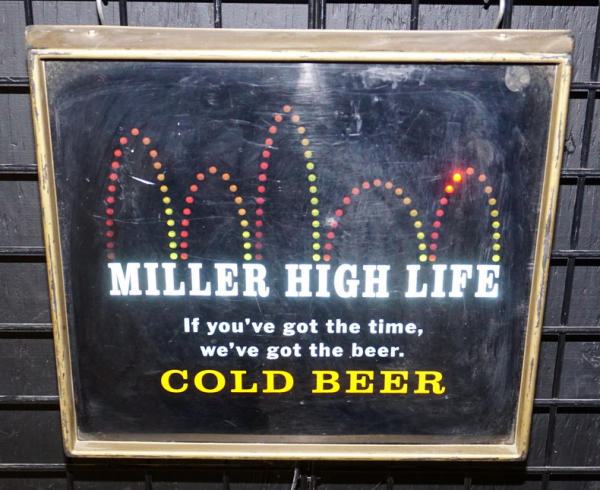 MILLER HIGH LIFE
If you've got the time,
we've got the beer.
COLD BEER